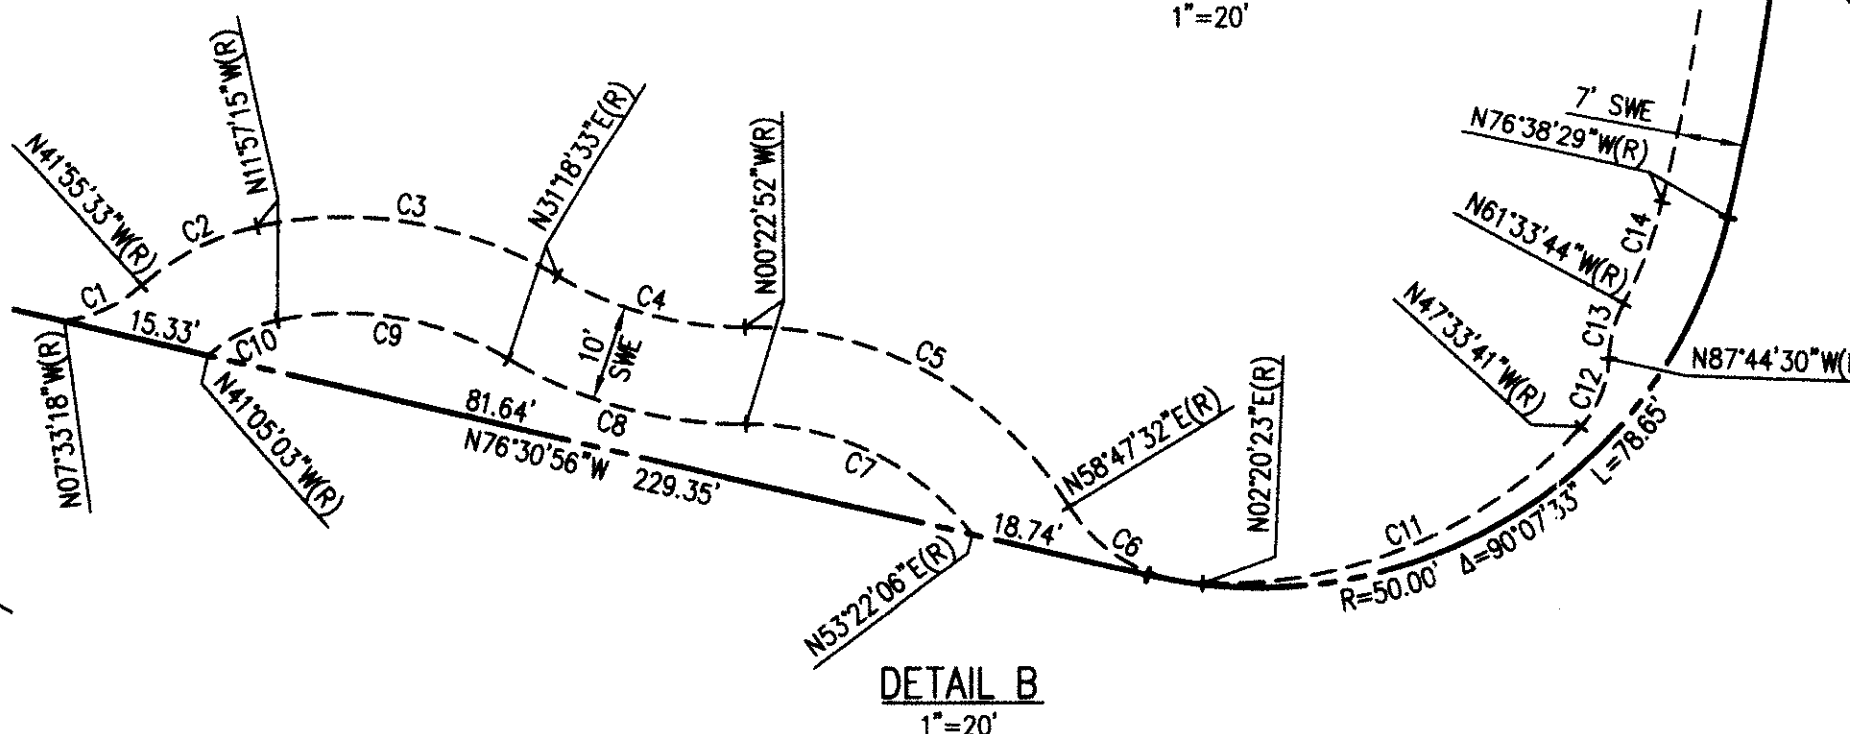 1"=20'
N11°57'15"W(R)
N41°55'33"W(R)
C2
C3
N31°18'33"E(R)
N00°22'52"W(R)
7' SWE
N76°38'29"W(R)
N61°33'44"W(R)
C14
C1
15.33'
C10
C9
C4
10'
SWE
C5
N47°33'41"W(R)
C13
C12
N87°44'30"W(
N07°33'18"W(R)
N41°05'03"W(R)
81.64'
N76°30'56"W
229.35'
C8
C7
N58°47'32"E(R)
N02°20'23"E(R)
18.74'
C6
C11
N53°22'06"E(R)
R=50.00' Δ=90°07'33" L=78.65'
DETAIL B
1"=20'